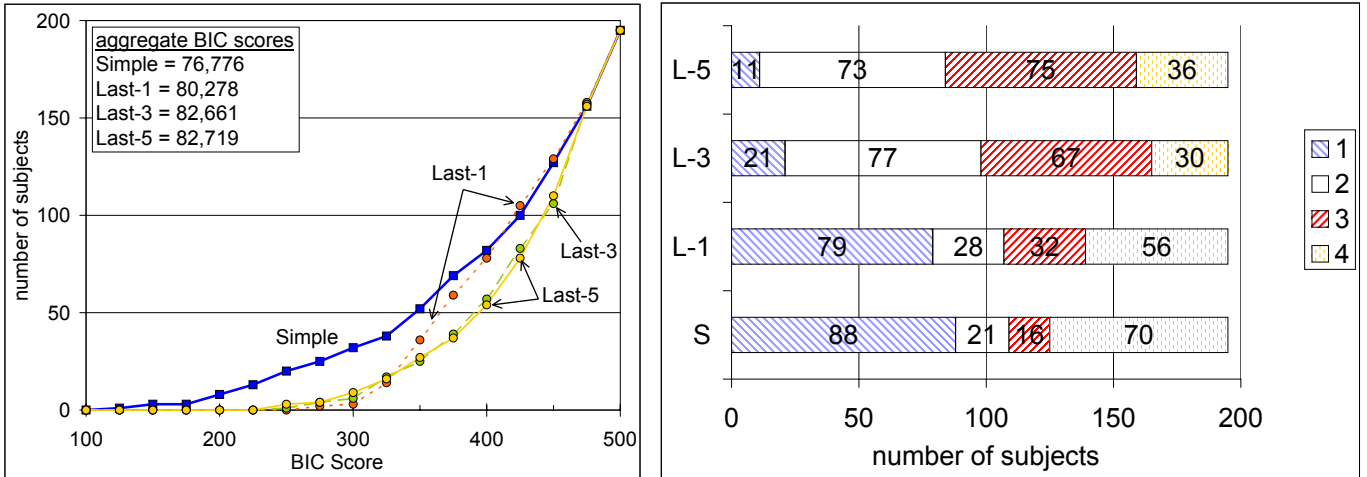 aggregate BIC scores
Simple = 76,776
Last-1 = 80,278
Last-3 = 82,661
Last-5 = 82,719
200
150
100
50
0
number of subjects
Last-1
Last-3
Last-5
Simple
100 200 300 400 500
BIC Score
L-5 11 73 75 36
L-3 21 77 67 30
L-1 79 28 32 56
S 88 21 16 70
0 50 100 150 200
number of subjects
1
2
3
4